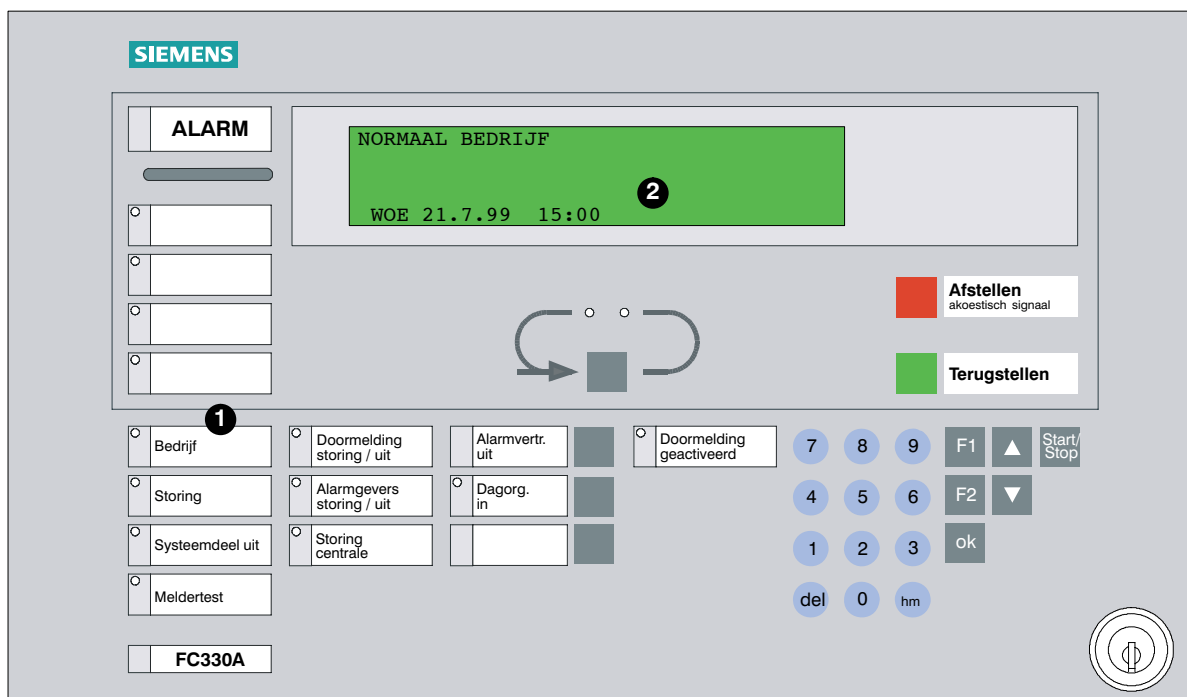 SIEMENS
ALARM
NORMAAL BEDRIJF
WOE 21.7.99 15:00
2
Afstellen
akoestisch signaal
Terugstellen
1
Bedrijf
Storing
Systeemdeel uit
Meldertest
FC330A
Doormelding
storing / uit
Alarmgevers
storing / uit
Storing
centrale
Alarmvertr.
uit
Dagorg.
in
Doormelding
geactiveerd
7 8 9
4 5 6
1 2 3
del 0 hm
F1
Start/
Stop
F2
ok